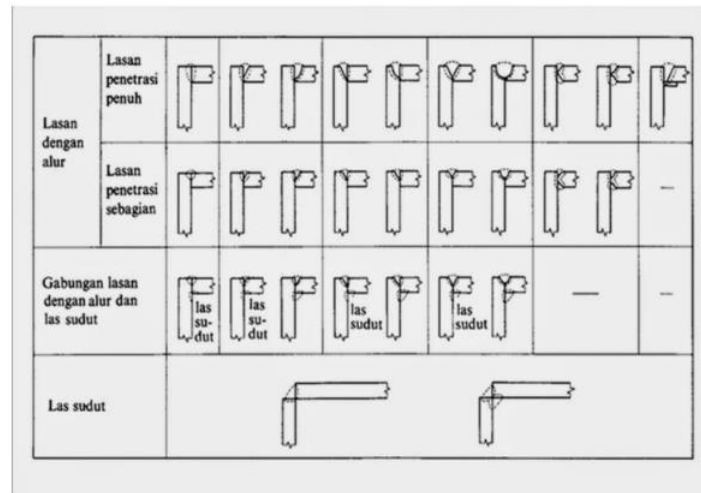 Lasan
dengan
alur
Lasan
penetrasi
penuh
Lasan
penetrasi
sebagian
Gabungan lasan
dengan alur dan
las sudut
las
su-
dut
las
su-
dut
las
sudut
las
sudut
Las sudut